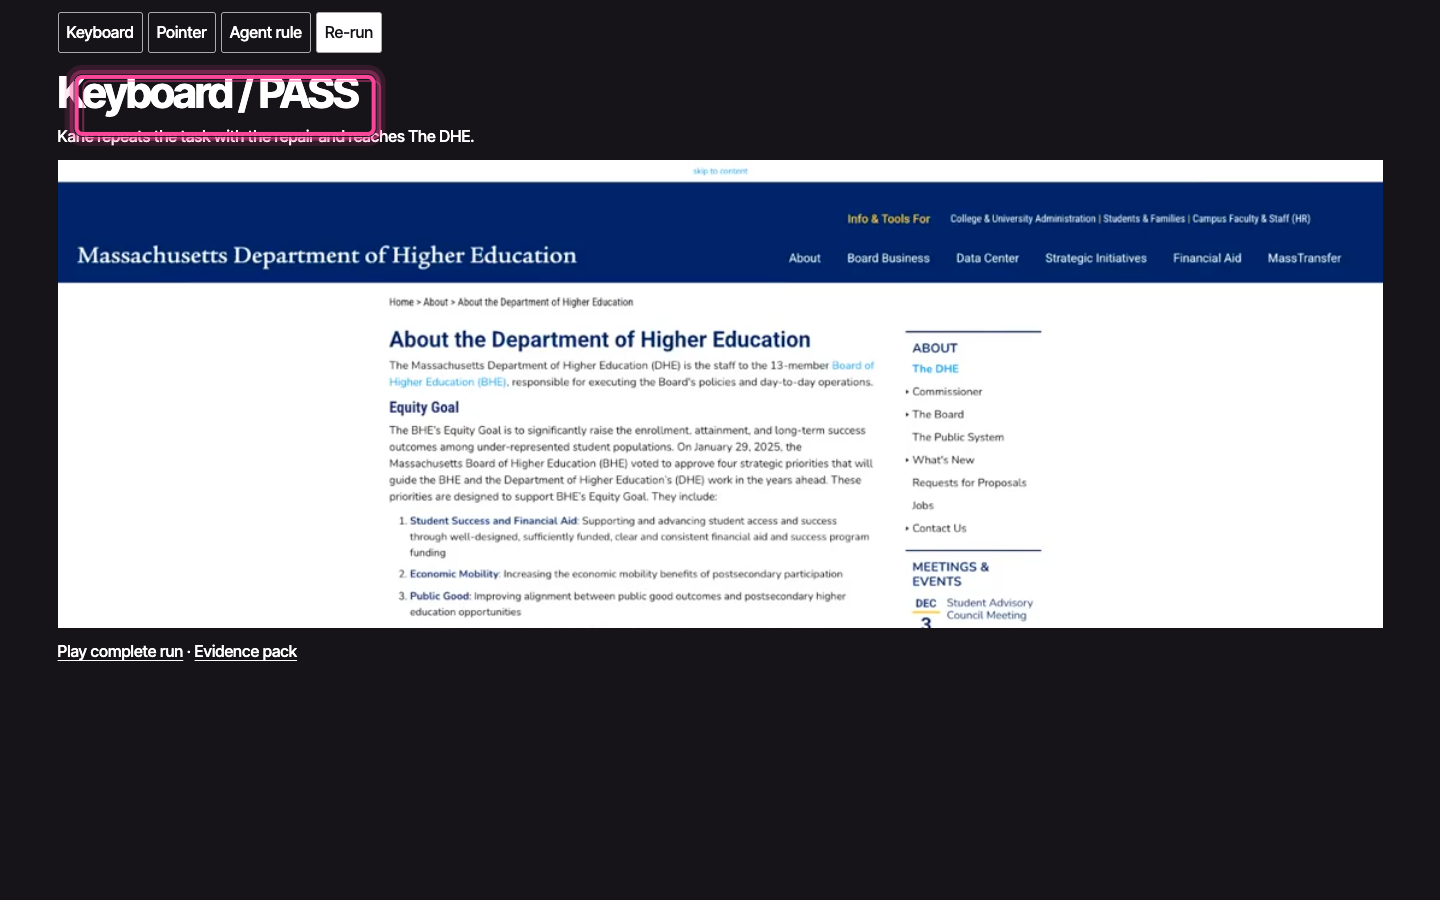 Keyboard Pointer Agent rule Re-run
Keyboard / PASS
Kane repeats the task with the repair and reaches The DHE.
skip to content
Info & Tools For College & University Administration | Students & Families | Campus Faculty & Staff (HR)
Massachusetts Department of Higher Education
About Board Business Data Center Strategic Initiatives Financial Aid MassTransfer
Home > About > About the Department of Higher Education
About the Department of Higher Education
The Massachusetts Department of Higher Education (DHE) is the staff to the 13-member Board of
Higher Education (BHE), responsible for executing the Board's policies and day-to-day operations.
Equity Goal
The BHE's Equity Goal is to significantly raise the enrollment, attainment, and long-term success
outcomes among under-represented student populations. On January 29, 2025, the
Massachusetts Board of Higher Education (BHE) voted to approve four strategic priorities that will
guide the BHE and the Department of Higher Education's (DHE) work in the years ahead. These
priorities are designed to support BHE's Equity Goal. They include:
1. Student Success and Financial Aid: Supporting and advancing student access and success
through well-designed, sufficiently funded, clear and consistent financial aid and success program
funding
2. Economic Mobility: Increasing the economic mobility benefits of postsecondary participation
3. Public Good: Improving alignment between public good outcomes and postsecondary higher
education opportunities
ABOUT
The DHE
Commissioner
The Board
The Public System
What's New
Requests for Proposals
Jobs
Contact Us
MEETINGS &
EVENTS
DEC
3
Student Advisory
Council Meeting
Play complete run · Evidence pack